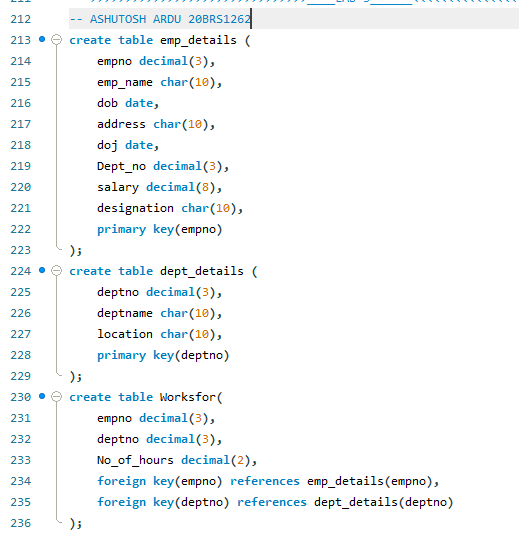 212 -- ASHUTOSH ARDU 20BRS1262
213 create table emp_details (
214 empno decimal(3),
215 emp_name char(10),
216 dob date,
217 address char(10),
218 doj date,
219 Dept_no decimal(3),
220 salary decimal(8),
221 designation char(10),
222 primary key(empno)
223 );
224 create table dept_details (
225 deptno decimal(3),
226 deptname char(10),
227 location char(10),
228 primary key(deptno)
229 );
230 create table Worksfor(
231 empno decimal(3),
232 deptno decimal(3),
233 No_of_hours decimal(2),
234 foreign key(empno) references emp_details(empno),
235 foreign key(deptno) references dept_details(deptno)
236 );